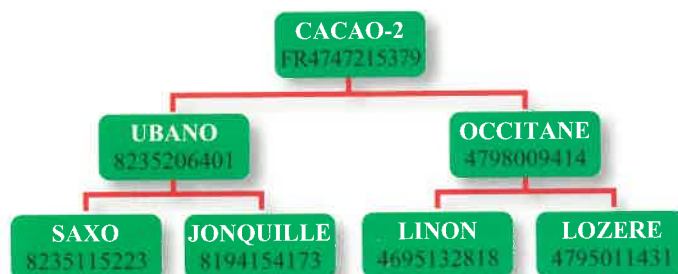 CACAO-2
FR4747215379
UBANO
8235206401
OCCITANE
4798009414
SAXO
8235115223
JONQUILLE
8194154173
LINON
4695132818
LOZERE
4795011431